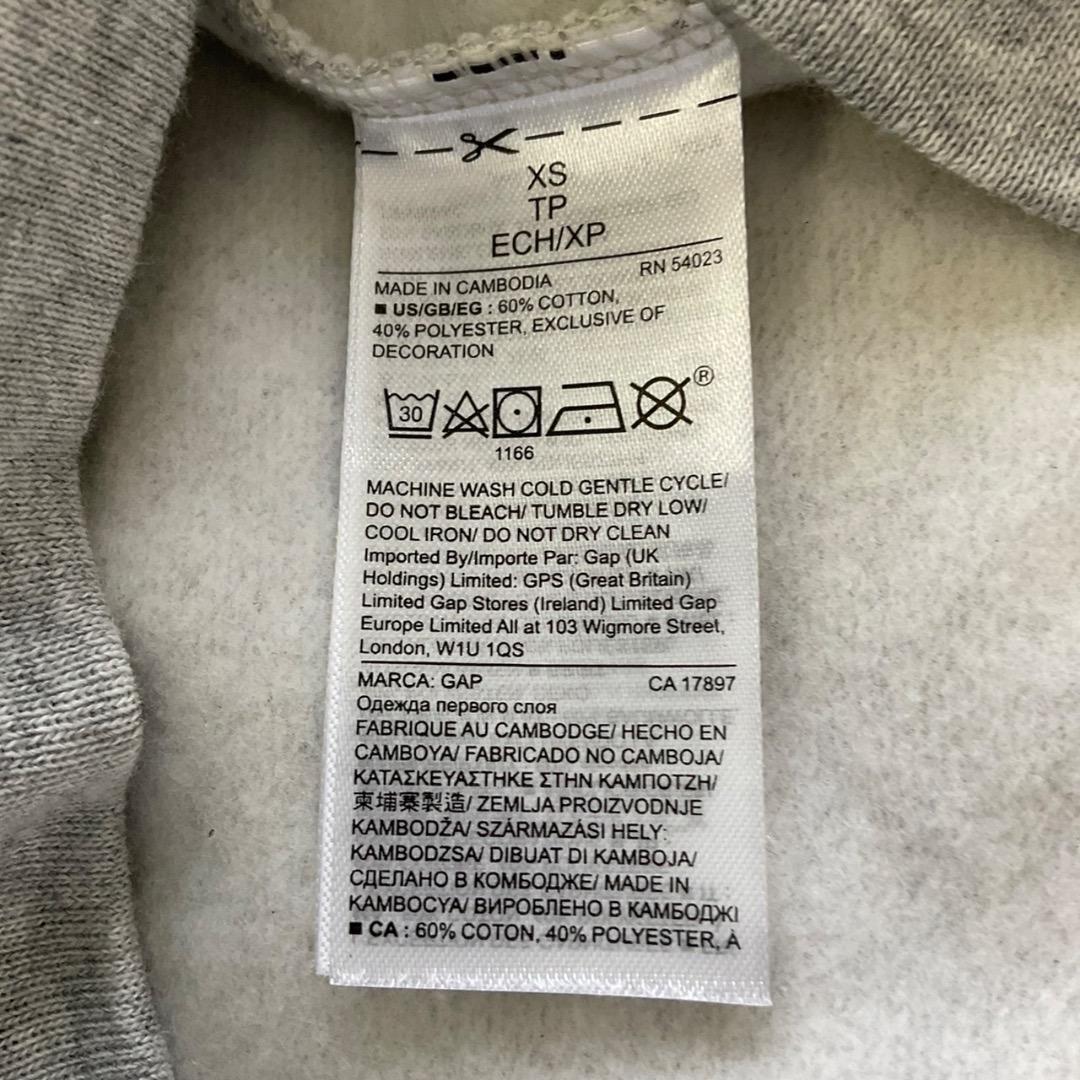 XS
TP
ECH/XP
RN 54023
MADE IN CAMBODIA
■ US/GB/EG : 60% COTTON,
40% POLYESTER, EXCLUSIVE OF
DECORATION
30
®
1166
MACHINE WASH COLD GENTLE CYCLE/
DO NOT BLEACH/ TUMBLE DRY LOW/
COOL IRON/ DO NOT DRY CLEAN
Imported By/Importe Par: Gap (UK
Holdings) Limited: GPS (Great Britain)
Limited Gap Stores (Ireland) Limited Gap
Europe Limited All at 103 Wigmore Street,
London, W1U 1QS
MARCA: GAP CA 17897
Одежда первого слоя
FABRIQUE AU CAMBODGE/ HECHO EN
CAMBOYA/ FABRICADO NO CAMBOJA/
ΚΑΤΑΣΚΕΥΑΣΤΗΚΕ ΣΤΗΝ ΚΑΜΠΟΤΖΗ/
柬埔寨製造/ ZEMLJA PROIZVODNJE
KAMBODŽA/ SZÁRMAZÁSI HELY:
KAMBODZSA/ DIBUAT DI KAMBOJA/
СДЕЛАНО В КОМБОДЖЕ/ MADE IN
KAMBOCYA/ ВИРОБЛЕНО В КАМБОДЖІ
■ CA : 60% COTON, 40% POLYESTER, À